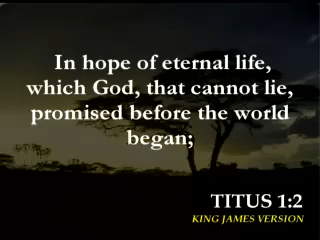 In hope of eternal life,
which God, that cannot lie,
promised before the world
began;
TITUS 1:2
KING JAMES VERSION